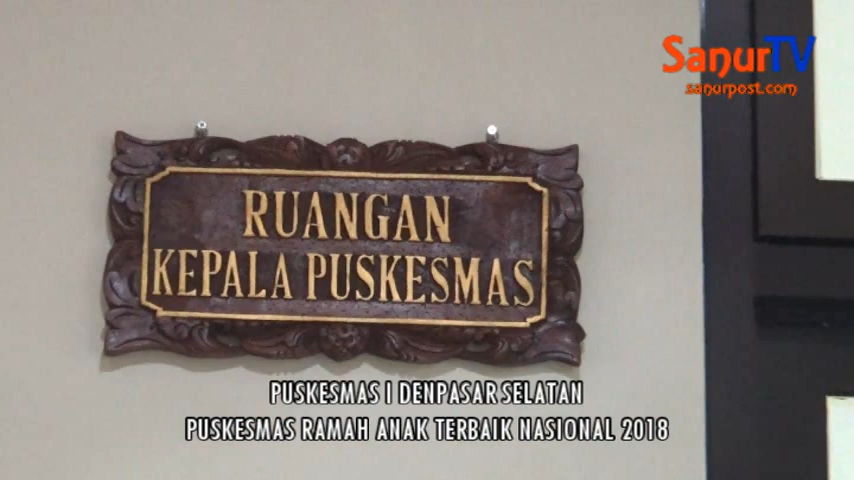 SanurTV
sanurpost.com
RUANGAN
KEPALA PUSKESMAS
PUSKESMAS I DENPASAR SELATAN
PUSKESMAS RAMAH ANAK TERBAIK NASIONAL 2018